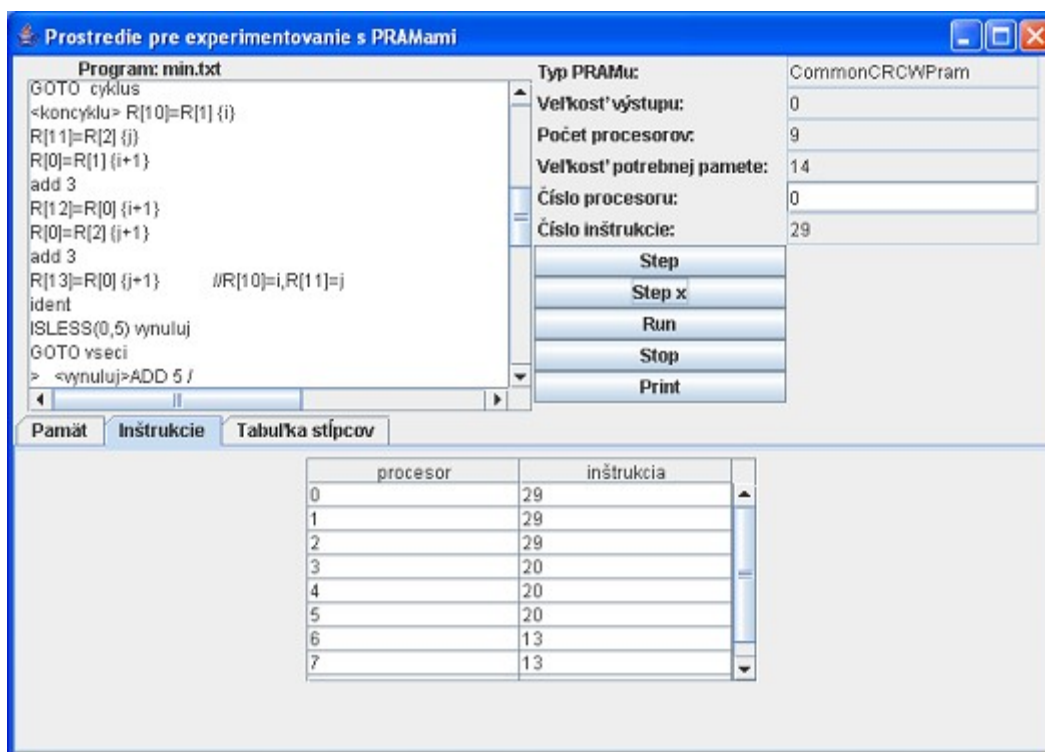 Prostredie pre experimentovanie s PRAMami
Program: min.txt
GOTO cyklus
<koncyklu> R[10]=R[1] {i}
R[11]=R[2] {j}
R[0]=R[1] {i+1}
add 3
R[12]=R[0] {i+1}
R[0]=R[2] {j+1}
add 3
R[13]=R[0] {j+1} //R[10]=i,R[11]=j
ident
ISLESS(0,5) vynuluj
GOTO vseci
> <vynuluj>ADD 5 /
Typ PRAMu: CommonCRCWPram
Veľkosť výstupu: 0
Počet procesorov: 9
Veľkosť potrebnej pamete: 14
Číslo procesoru: 0
Číslo inštrukcie: 29
Step
Step x
Run
Stop
Print
Pamät Inštrukcie Tabuľka stĺpcov
procesor inštrukcia
0 29
1 29
2 29
3 20
4 20
5 20
6 13
7 13